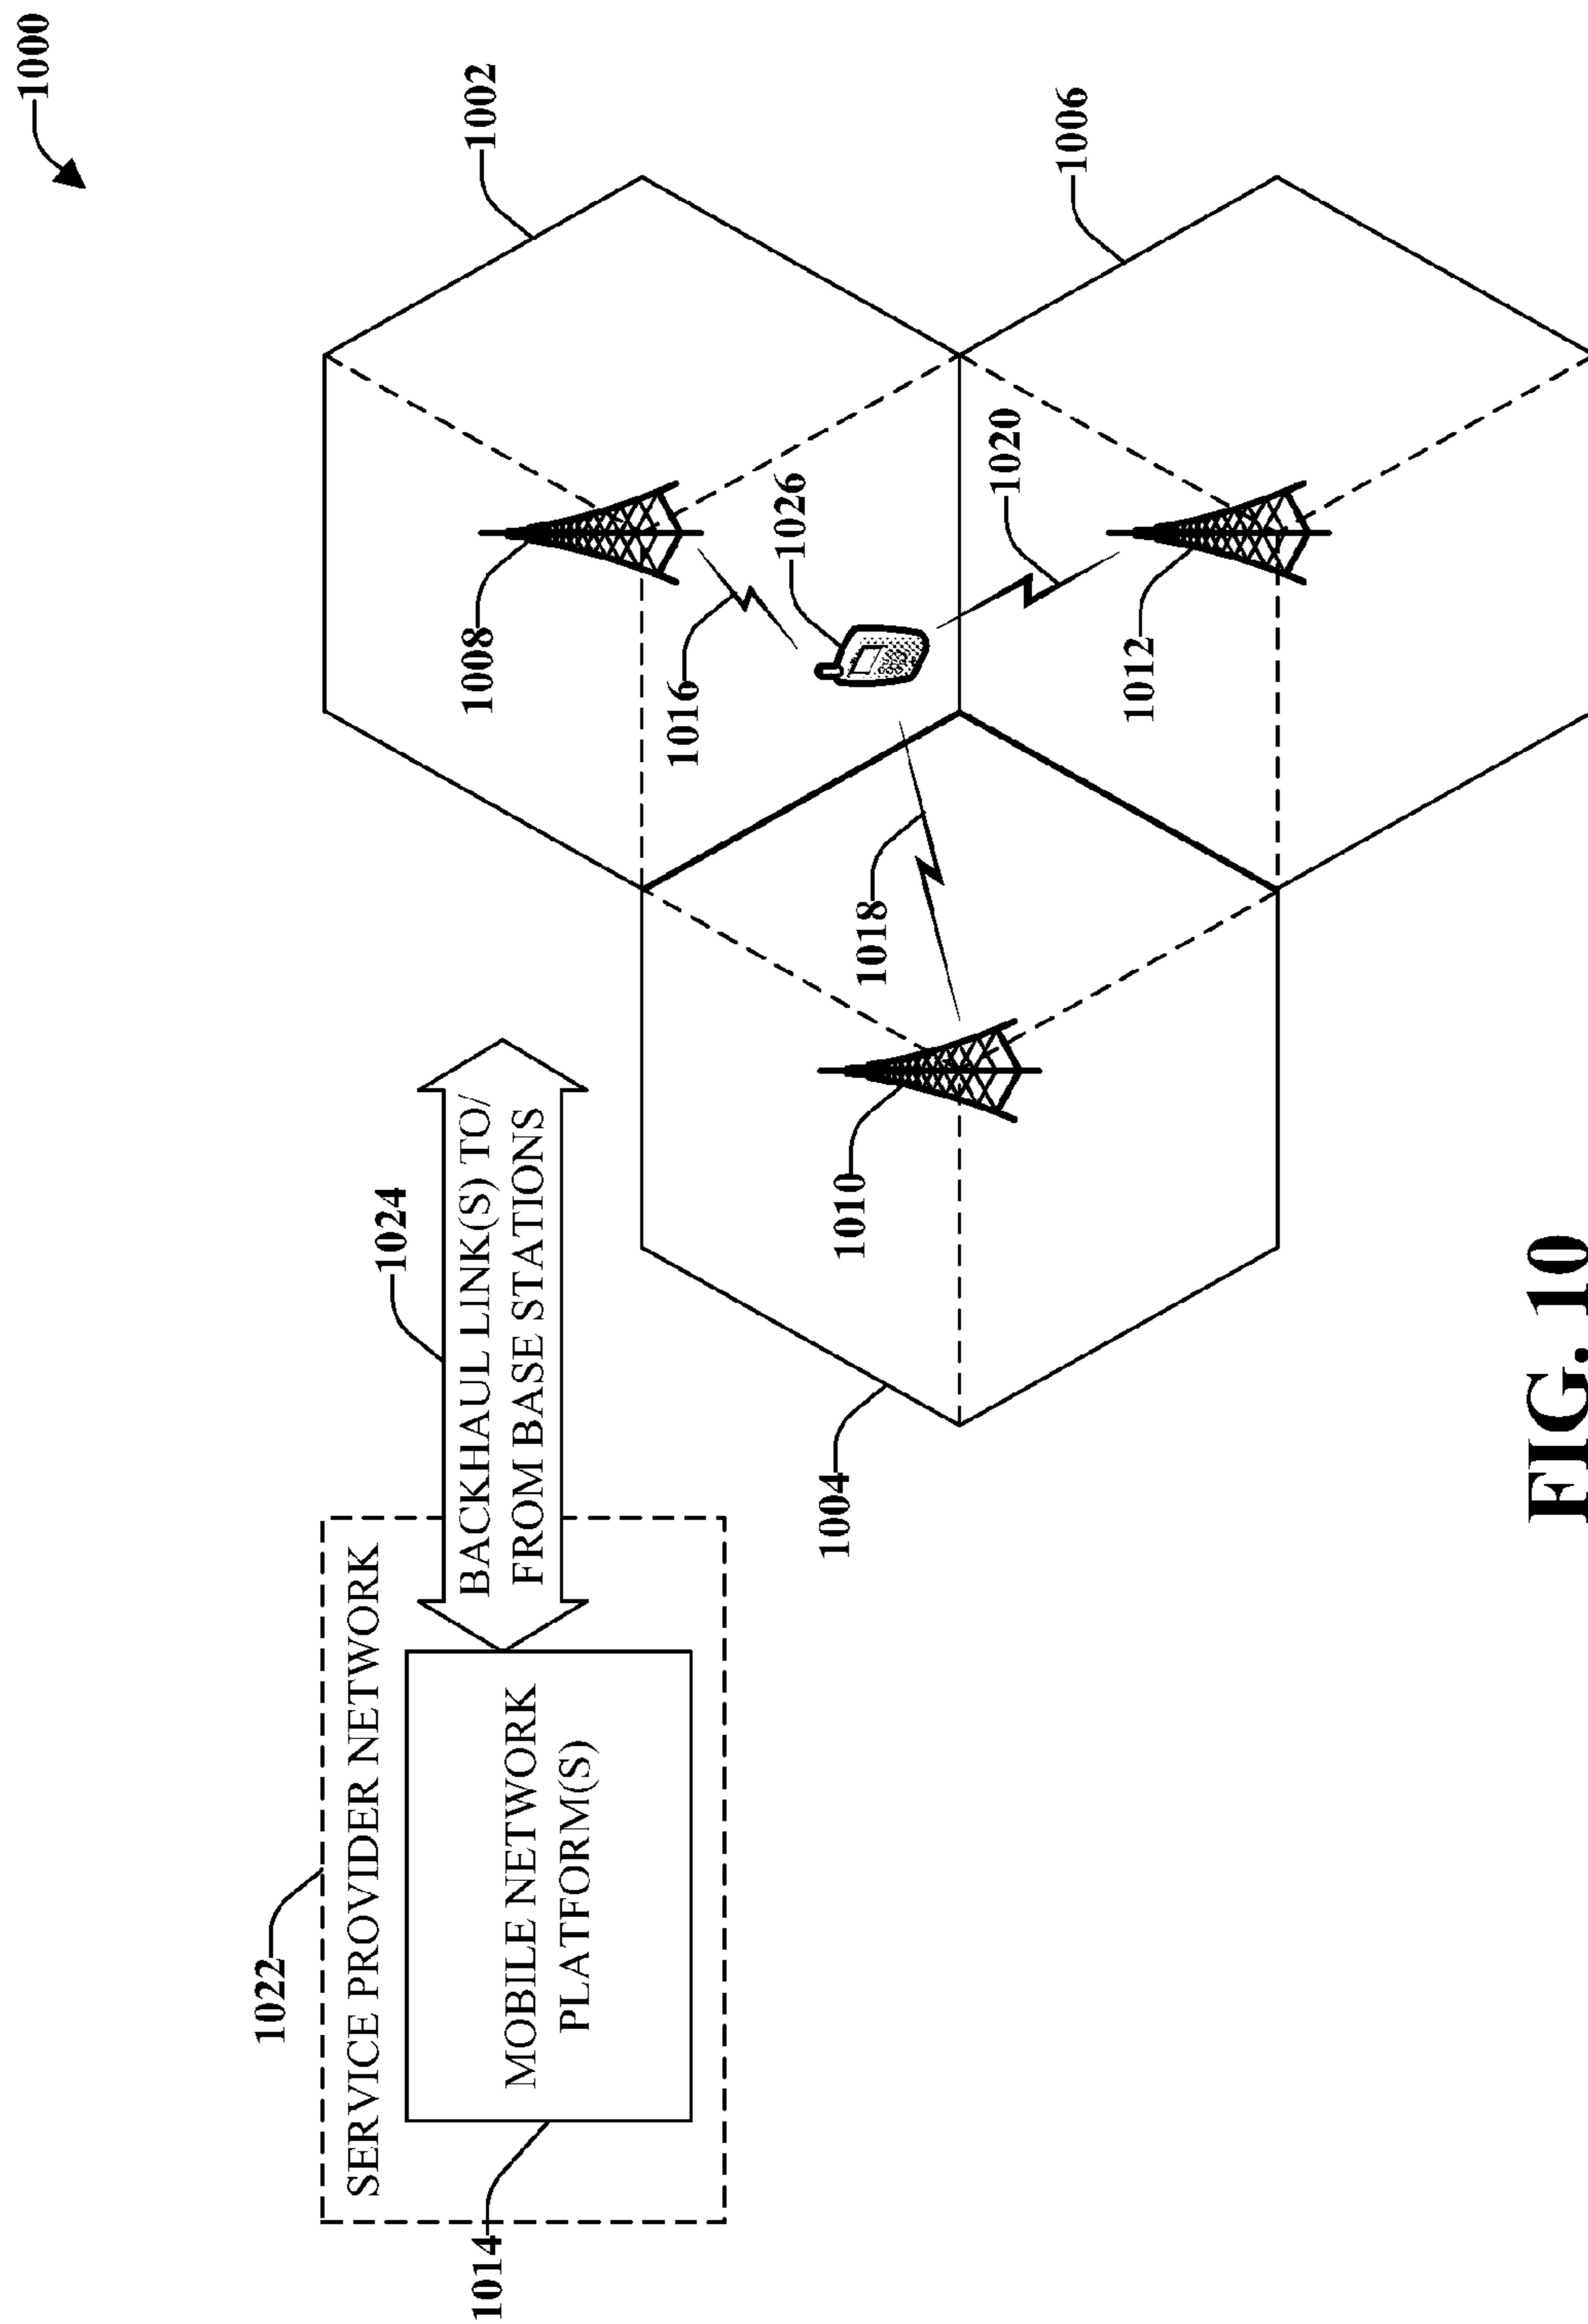 1000
1022
SERVICE PROVIDER NETWORK
1014
MOBILE NETWORK
PLATFORM(S)
1024
BACKHAUL LINK(S) TO/
FROM BASE STATIONS
1008
1002
1016
1026
1004
1010
1018
1020
1006
1012
FIG. 10